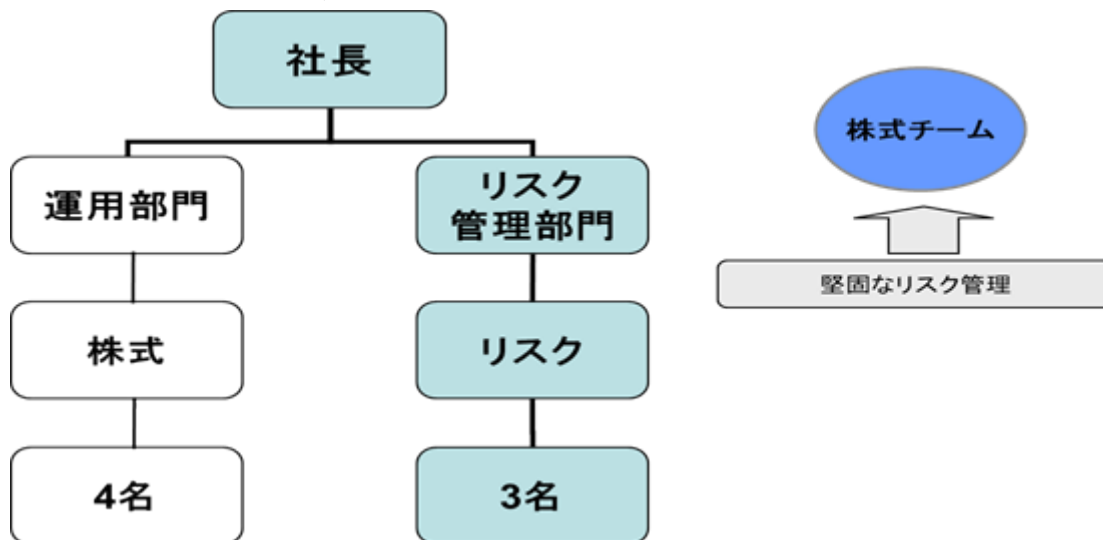 社長
運用部門
リスク
管理部門
株式
リスク
4名
3名
株式チーム
堅固なリスク管理